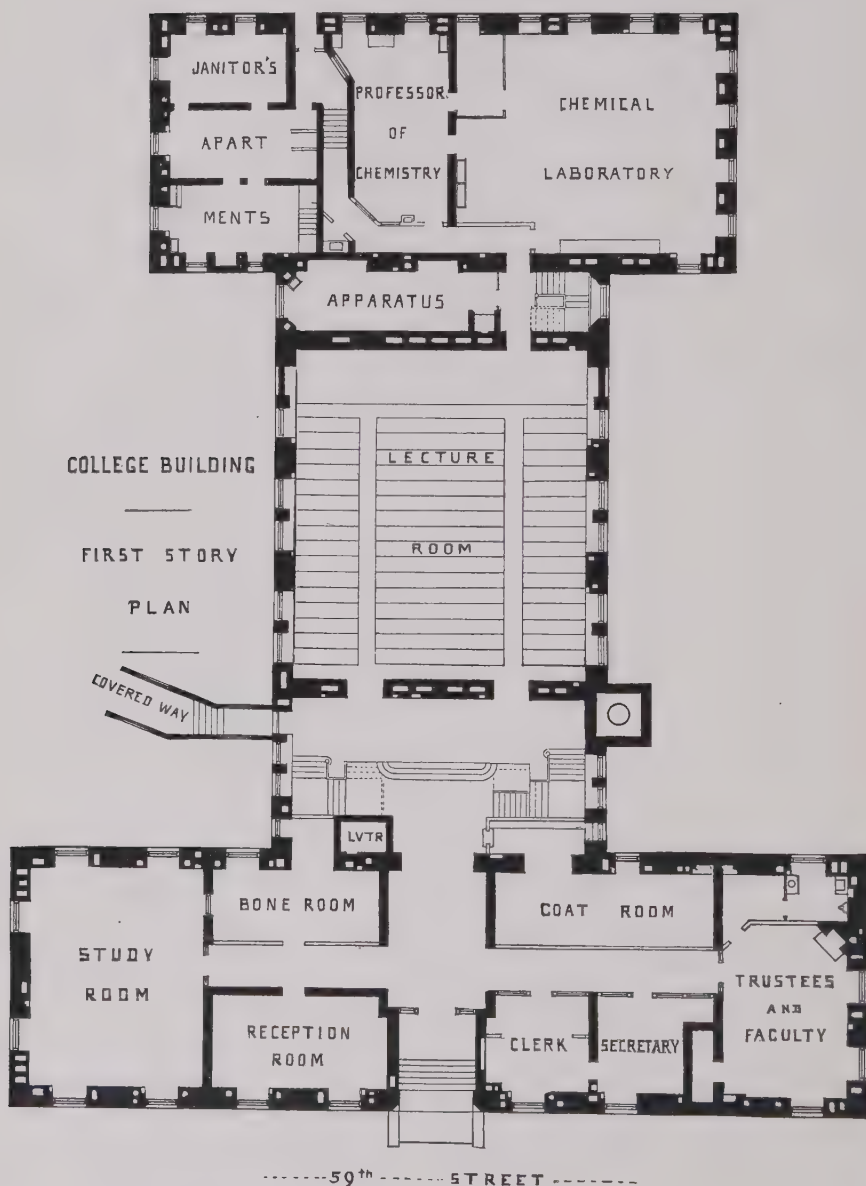 JANITOR'S
APART
MENTS
PROFESSOR.
OF
CHEMISTRY
CHEMICAL
LABORATORY
APPARATUS
COLLEGE BUILDING
FIRST STORY
PLAN
LECTURE
ROOM
COVERED WAY
LVTR
BONE ROOM
COAT ROOM
STUDY
ROOM
RECEPTION
ROOM
CLERK
SECRETARY
TRUSTEES
AND
FACULTY
59th STREET